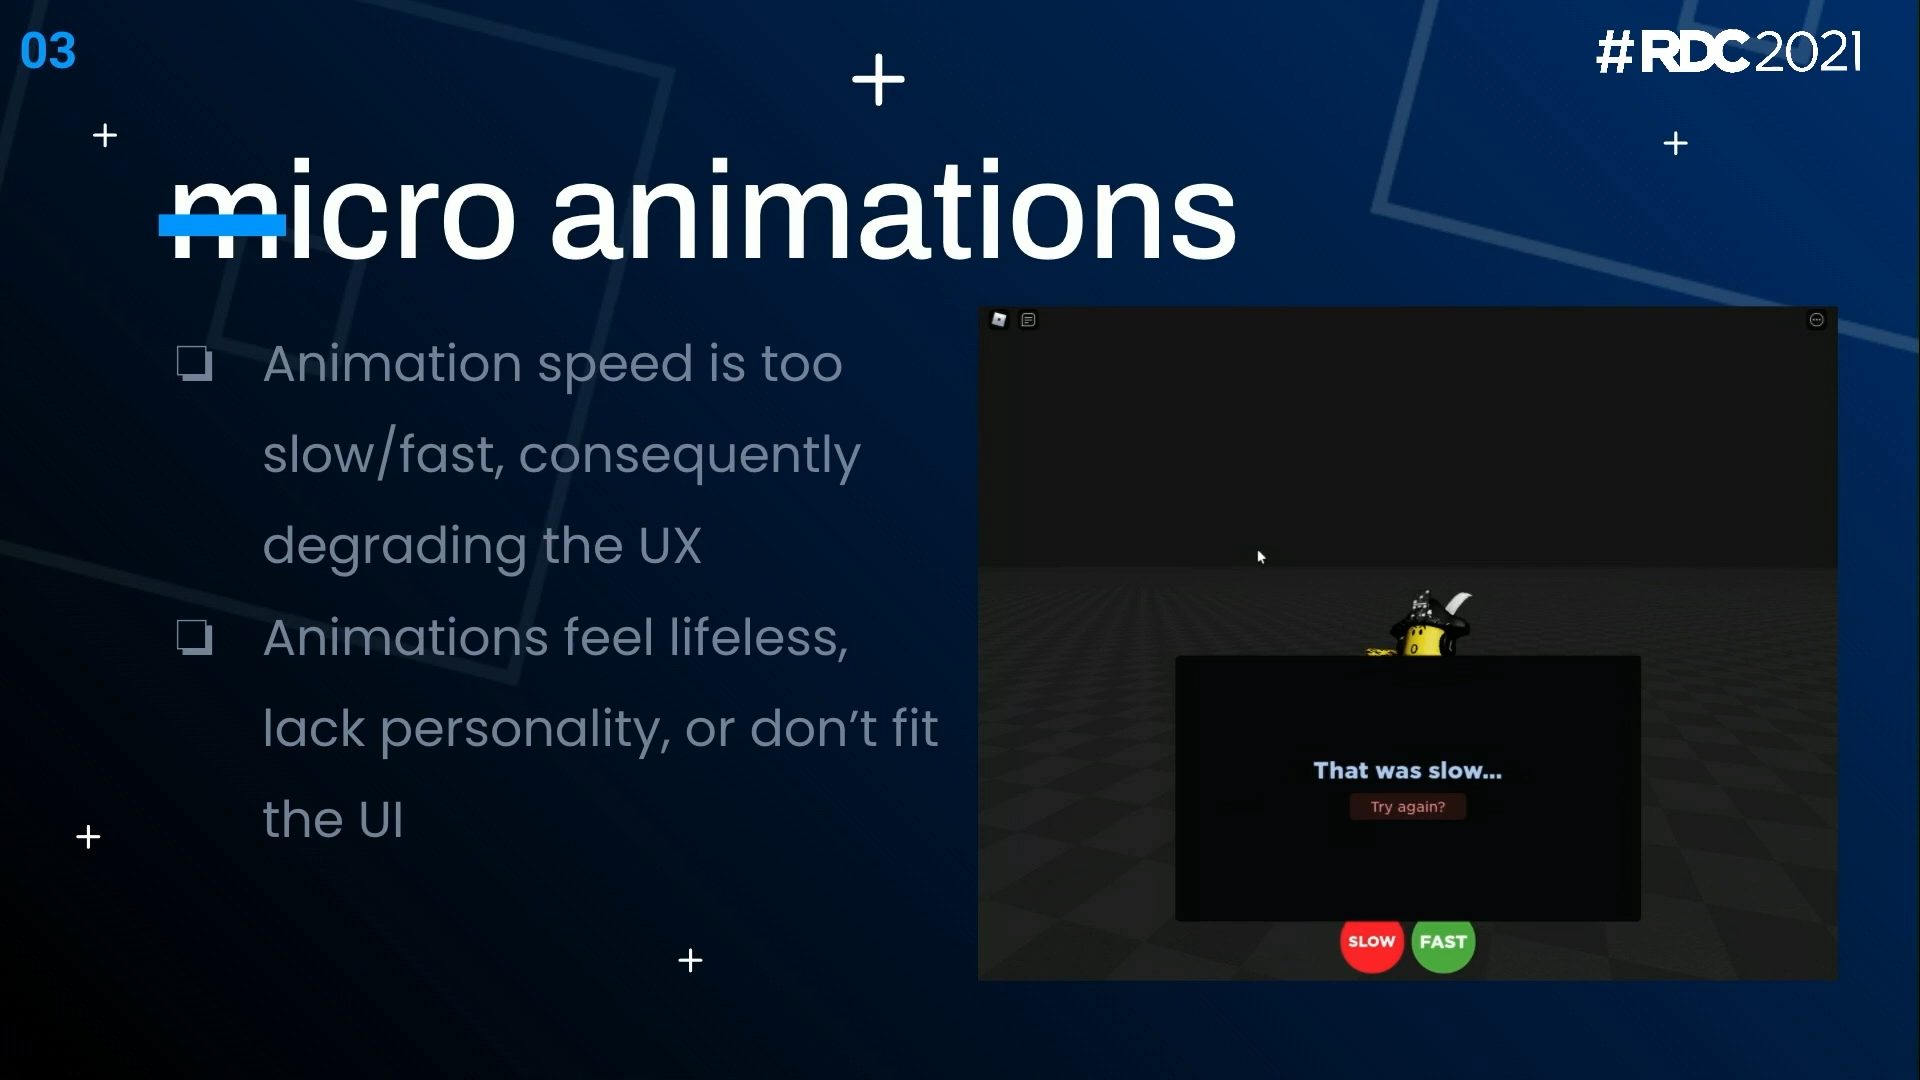 03
#RDC2021
micro animations
Animation speed is too
slow/fast, consequently
degrading the UX
Animations feel lifeless,
lack personality, or don’t fit
the UI
That was slow...
Try again?
SLOW FAST